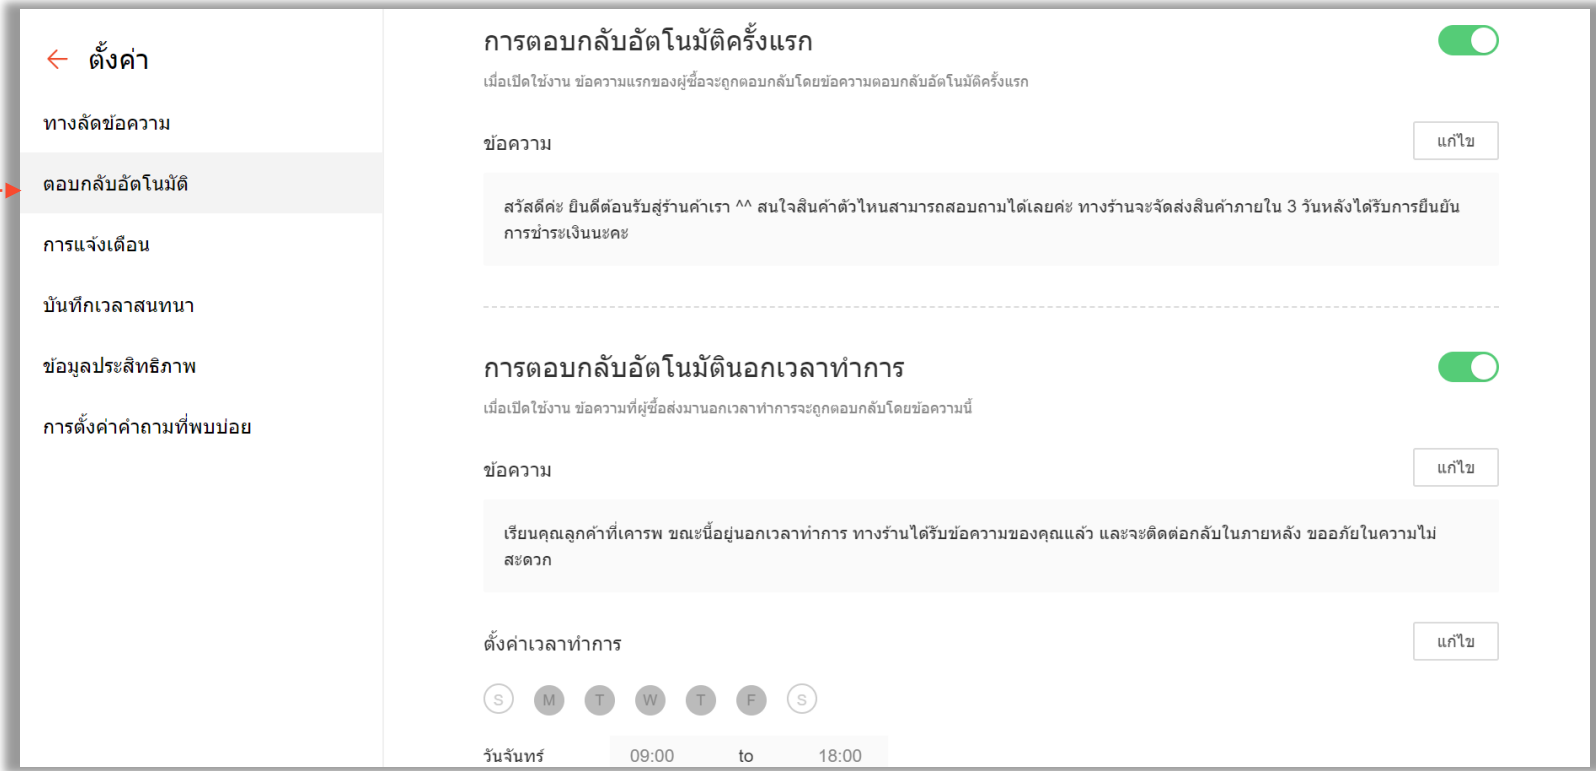 ตั้งค่า
ทางลัดข้อความ
ตอบกลับอัตโนมัติ
การแจ้งเตือน
บันทึกเวลาสนทนา
ข้อมูลประสิทธิภาพ
การตั้งค่าคำถามที่พบบ่อย
การตอบกลับอัตโนมัติครั้งแรก
เมื่อเปิดใช้งาน ข้อความแรกของผู้ซื้อจะถูกตอบกลับโดยข้อความตอบกลับอัตโนมัติครั้งแรก
ข้อความ
แก้ไข
สวัสดีค่ะ ยินดีต้อนรับสู่ร้านค้าเรา ^^ สนใจสินค้าตัวไหนสามารถสอบถามได้เลยค่ะ ทางร้านจะจัดส่งสินค้าภายใน 3 วันหลังได้รับการยืนยัน
การชำระเงินนะคะ
การตอบกลับอัตโนมัตินอกเวลาทำการ
เมื่อเปิดใช้งาน ข้อความที่ผู้ซื้อส่งมานอกเวลาทำการจะถูกตอบกลับโดยข้อความนี้
ข้อความ
แก้ไข
เรียนคุณลูกค้าที่เคารพ ขณะนี้อยู่นอกเวลาทำการ ทางร้านได้รับข้อความของคุณแล้ว และจะติดต่อกลับในภายหลัง ขออภัยในความไม่
สะดวก
ตั้งค่าเวลาทำการ
แก้ไข
S M T W T F S
วันจันทร์ 09:00 to 18:00